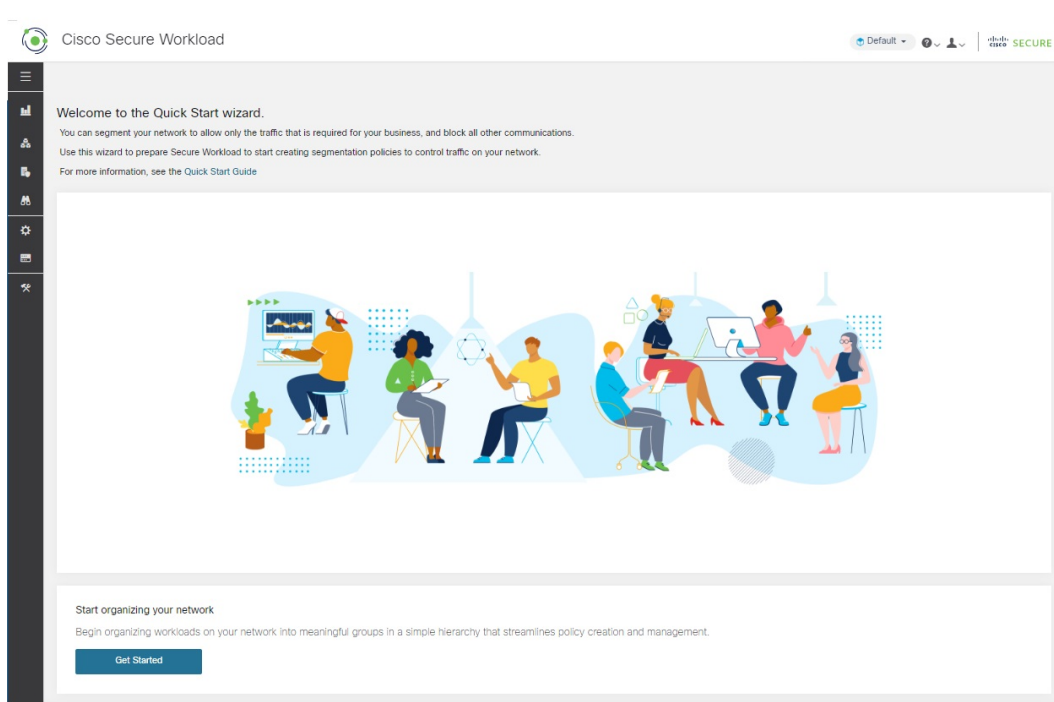 Cisco Secure Workload
Default
CISCO SECURE
Welcome to the Quick Start wizard.
You can segment your network to allow only the traffic that is required for your business, and block all other communications.
Use this wizard to prepare Secure Workload to start creating segmentation policies to control traffic on your network.
For more information, see the Quick Start Guide
Start organizing your network
Begin organizing workloads on your network into meaningful groups in a simple hierarchy that streamlines policy creation and management.
Get Started